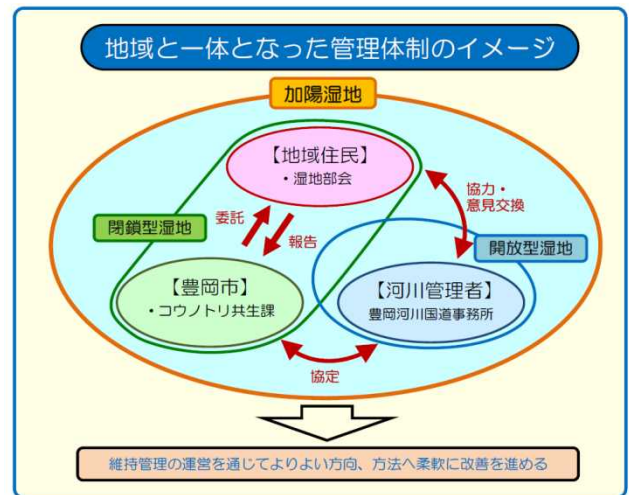 地域と一体となった管理体制のイメージ
加陽湿地
【地域住民】
・湿地部会
協力・
意見交換
委託
閉鎖型湿地
報告
開放型湿地
【豊岡市】
・コウノトリ共生課
【河川管理者】
豊岡河川国道事務所
協定
維持管理の運営を通じてよりよい方向、方法へ柔軟に改善を進める